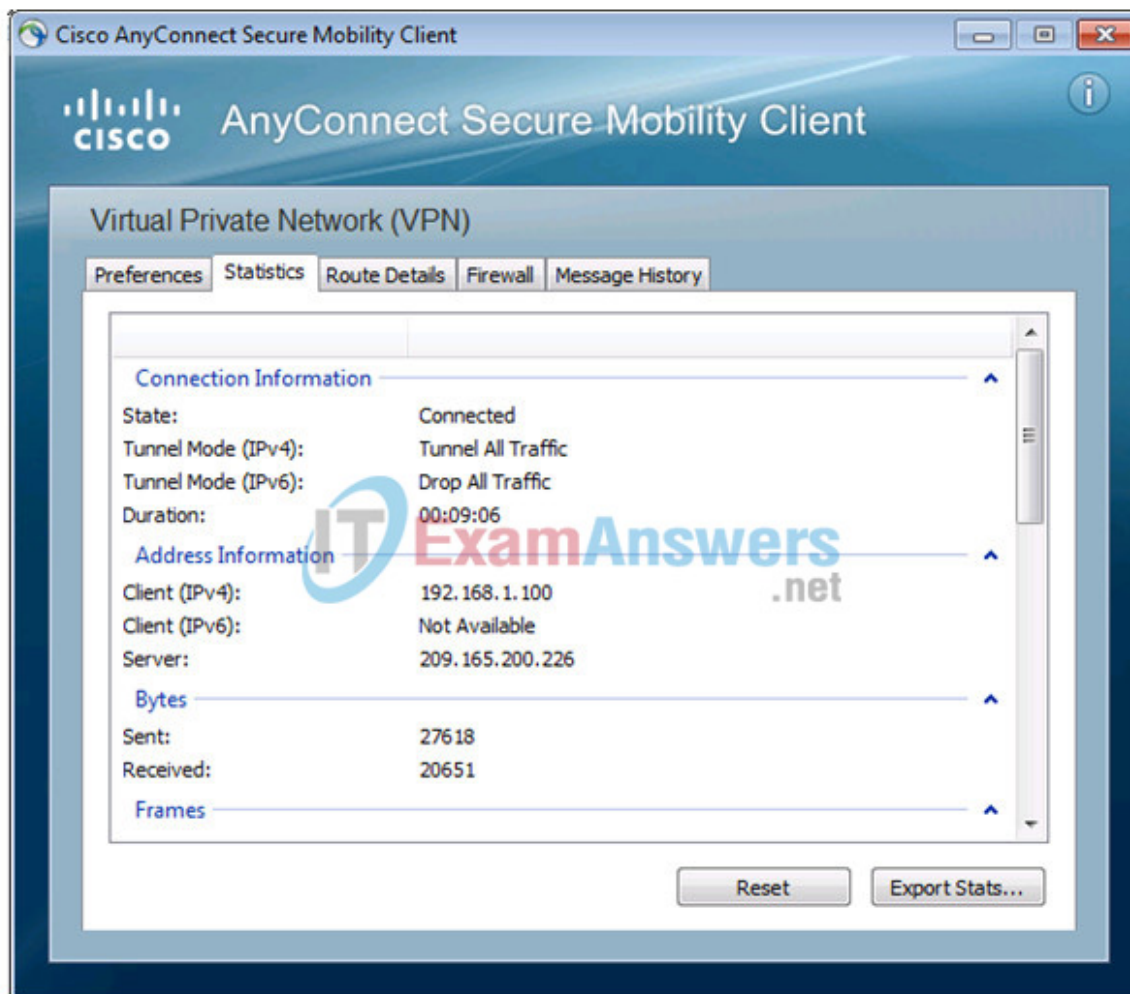 Cisco AnyConnect Secure Mobility Client
CISCO
AnyConnect Secure Mobility Client
i
Virtual Private Network (VPN)
Preferences Statistics Route Details Firewall Message History
Connection Information
State: Connected
Tunnel Mode (IPv4): Tunnel All Traffic
Tunnel Mode (IPv6): Drop All Traffic
Duration: 00:09:06
Address Information
Client (IPv4): 192.168.1.100
Client (IPv6): Not Available
Server: 209.165.200.226
Bytes
Sent: 27618
Received: 20651
Frames
Reset Export Stats...
ITExamAnswers
.net